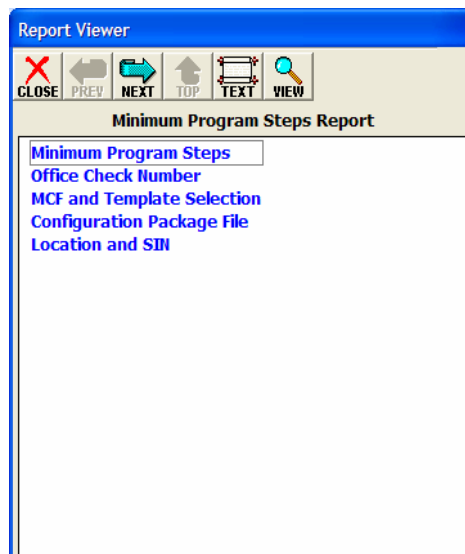 Report Viewer
CLOSE PREV NEXT TOP TEXT VIEW
Minimum Program Steps Report
Minimum Program Steps
Office Check Number
MCF and Template Selection
Configuration Package File
Location and SIN